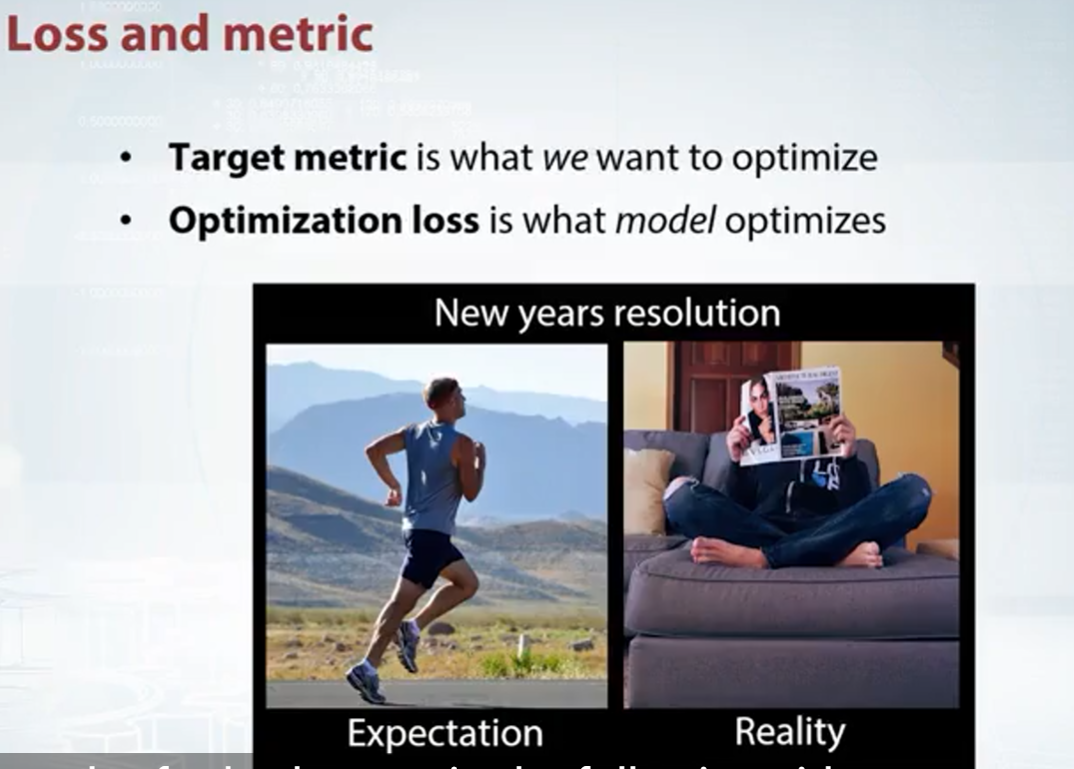 Loss and metric
• Target metric is what we want to optimize
• Optimization loss is what model optimizes
New years resolution
Expectation
Reality